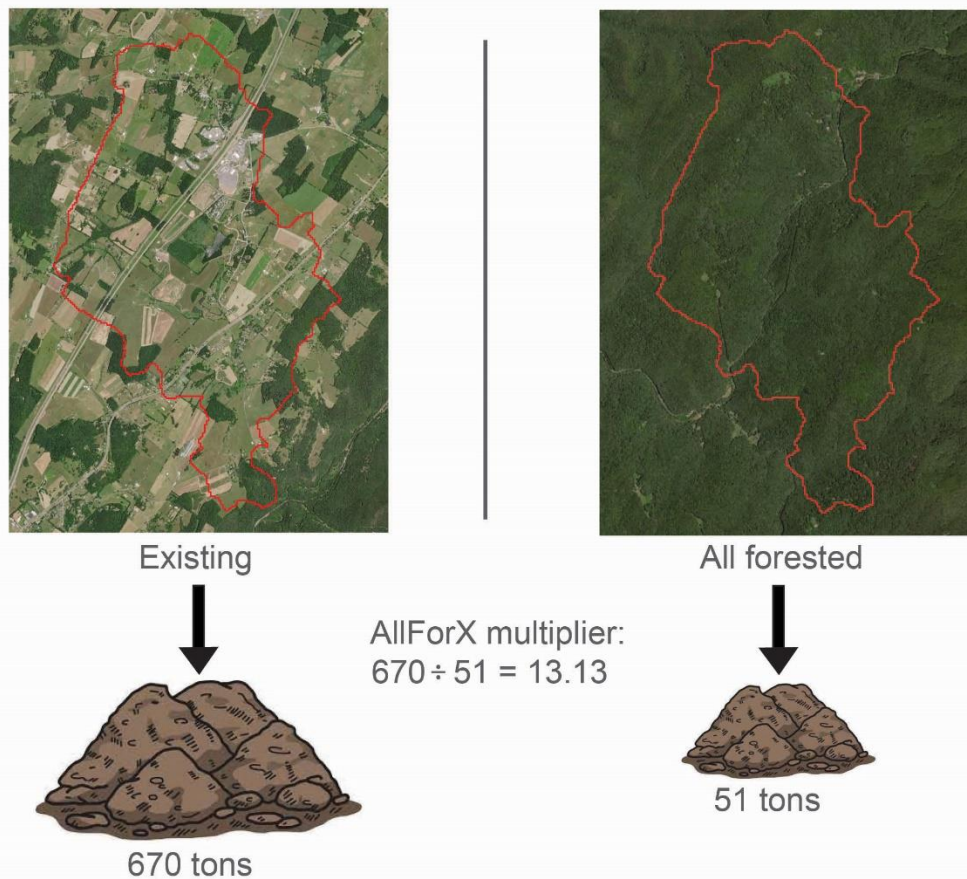 Existing
All forested
AllForX multiplier:
670 ÷ 51 = 13.13
670 tons
51 tons